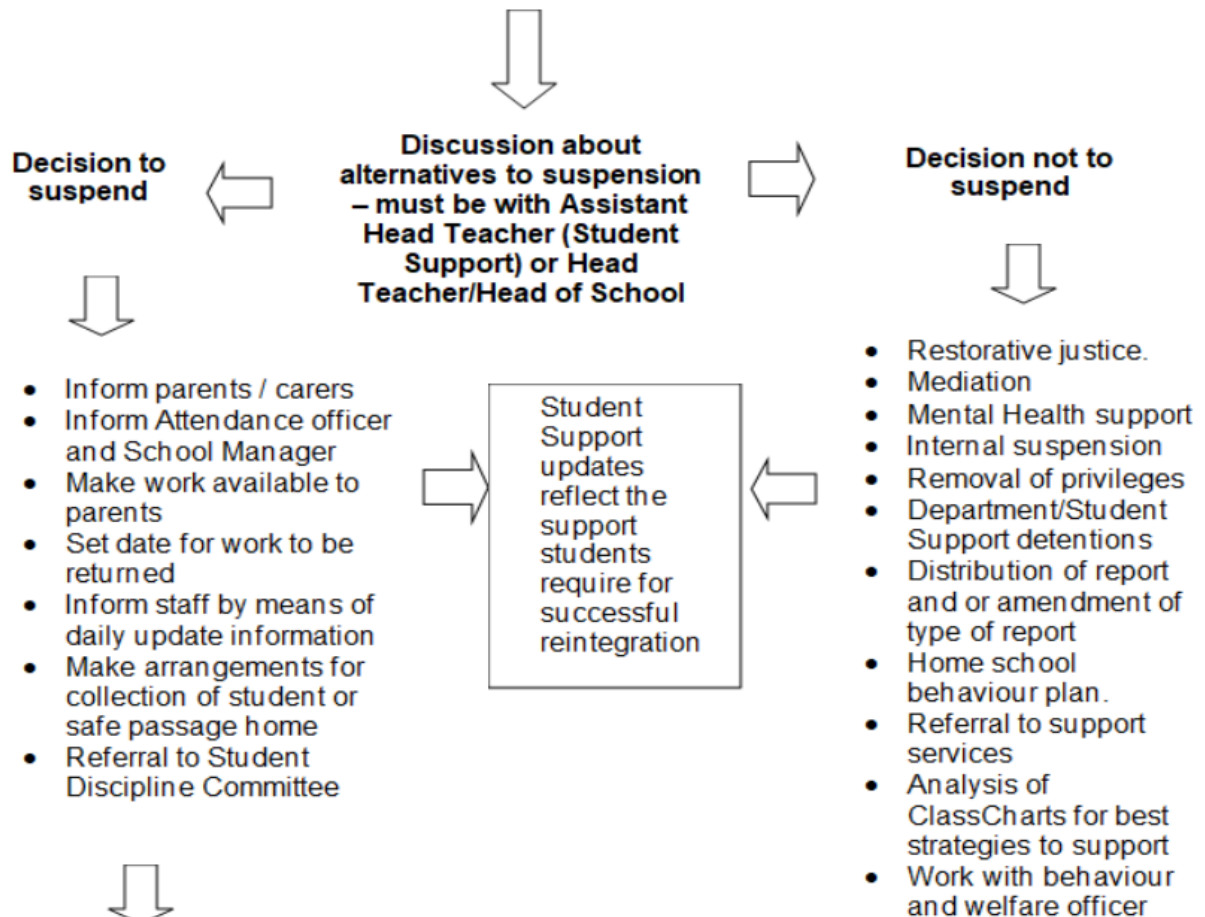 Decision to
suspend
Discussion about
alternatives to suspension
– must be with Assistant
Head Teacher (Student
Support) or Head
Teacher/Head of School
Decision not to
suspend
• Inform parents / carers
• Inform Attendance officer
and School Manager
• Make work available to
parents
• Set date for work to be
returned
• Inform staff by means of
daily update information
• Make arrangements for
collection of student or
safe passage home
• Referral to Student
Discipline Committee
Student
Support
updates
reflect the
support
students
require for
successful
reintegration
• Restorative justice.
• Mediation
• Mental Health support
• Internal suspension
• Removal of privileges
• Department/Student
Support detentions
• Distribution of report
and or amendment of
type of report
• Home school
behaviour plan.
• Referral to support
services
• Analysis of
ClassCharts for best
strategies to support
• Work with behaviour
and welfare officer